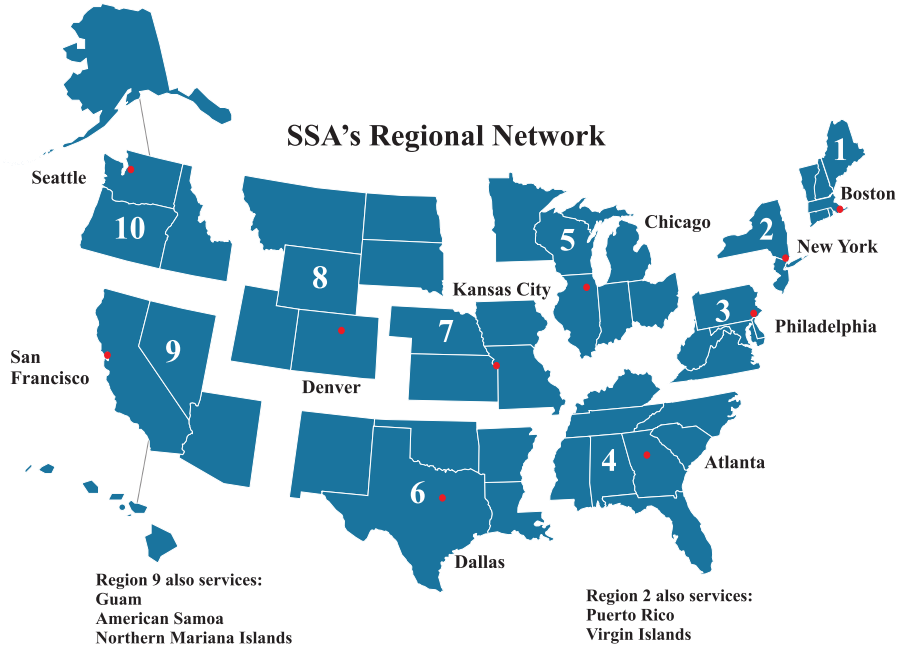 SSA’s Regional Network
1
Boston
Seattle
2
10
5
Chicago
New York
8
Kansas City
3
7
Philadelphia
9
San
Francisco
Denver
4
Atlanta
6
Dallas
Region 9 also services:
Guam
American Samoa
Northern Mariana Islands
Region 2 also services:
Puerto Rico
Virgin Islands